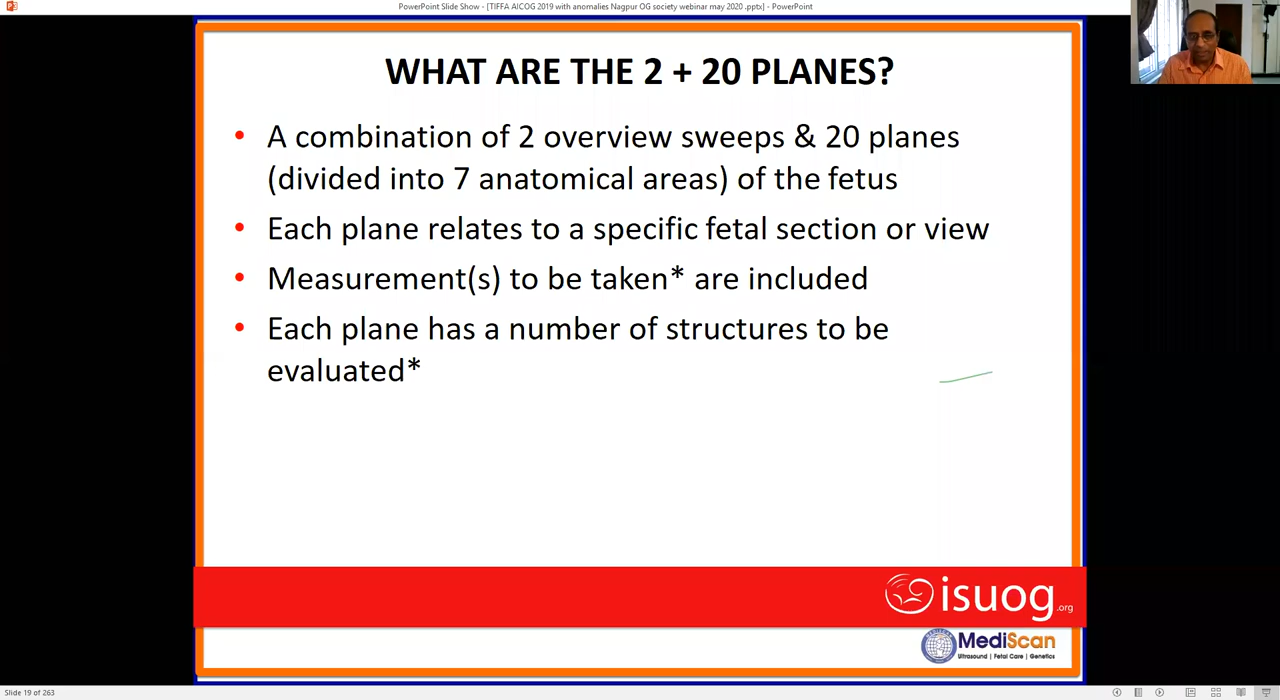 PowerPoint Slide Show - [TIFFA AICOG 2019 with anomalies Nagpur OG society webinar may 2020 .pptx] - PowerPoint
WHAT ARE THE 2 + 20 PLANES?
• A combination of 2 overview sweeps & 20 planes
(divided into 7 anatomical areas) of the fetus
• Each plane relates to a specific fetal section or view
• Measurement(s) to be taken* are included
• Each plane has a number of structures to be
evaluated*
isuog.org
MediScan
Ultrasound | Fetal Care | Genetics
Slide 19 of 263